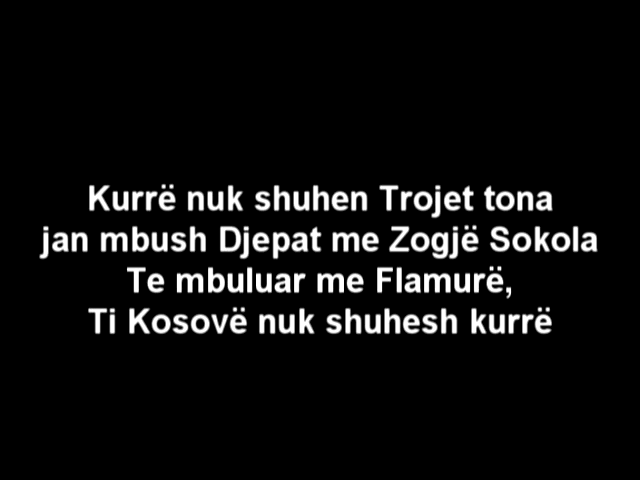 Kurrë nuk shuhen Trojet tona
jan mbush Djepat me Zogjë Sokola
Te mbuluar me Flamurë,
Ti Kosovë nuk shuhesh kurrë